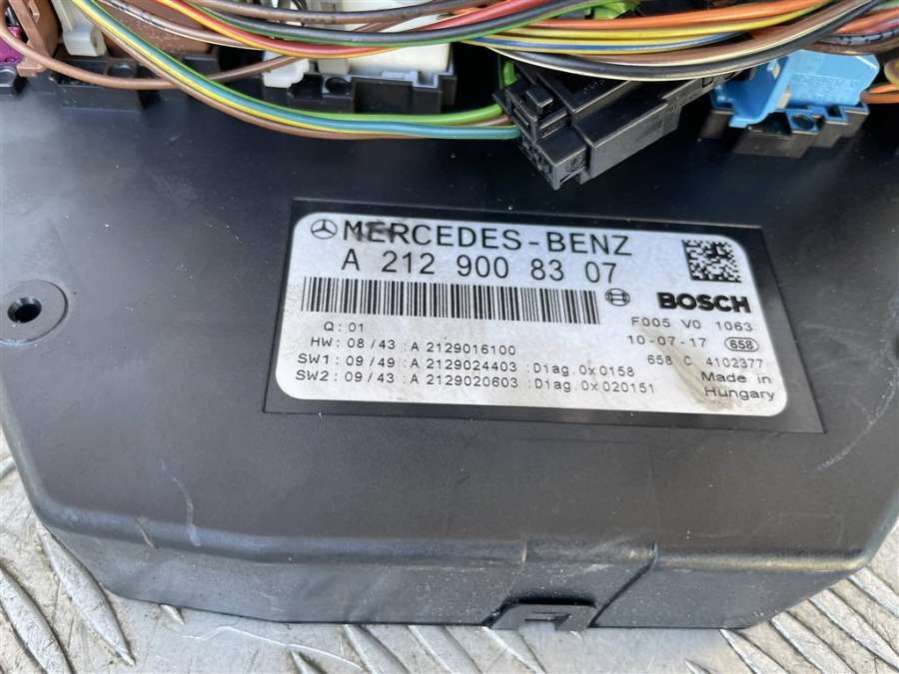 MERCEDES-BENZ
A 212 900 83 07
BOSCH
F005 V0 1063
Q: 01
10-07-17 658
HW: 08/43: A 2129016100
658 C 4102377
SW1: 09/49: A 2129024403 :Diag.0x0158
Made in
SW2: 09/43: A 2129020603 :Diag.0x020151
Hungary